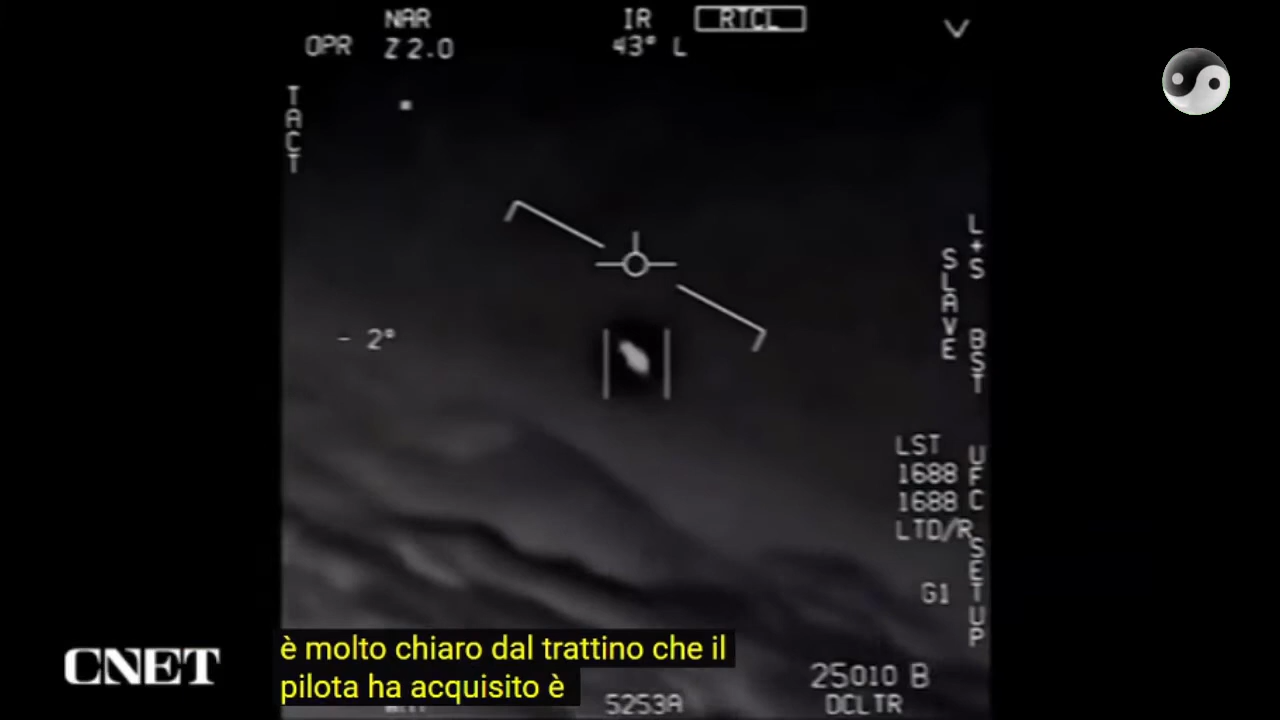 NAR
IR
RTCL
OPR
Z 2.0
43° L
TACT
L+S
SLAVE
BST
- 2°
LST
1688
1688
UFC
LTD/R
SETUP
G1
CNET
è molto chiaro dal trattino che il
pilota ha acquisito è
25010 B
5253A
DCLTR